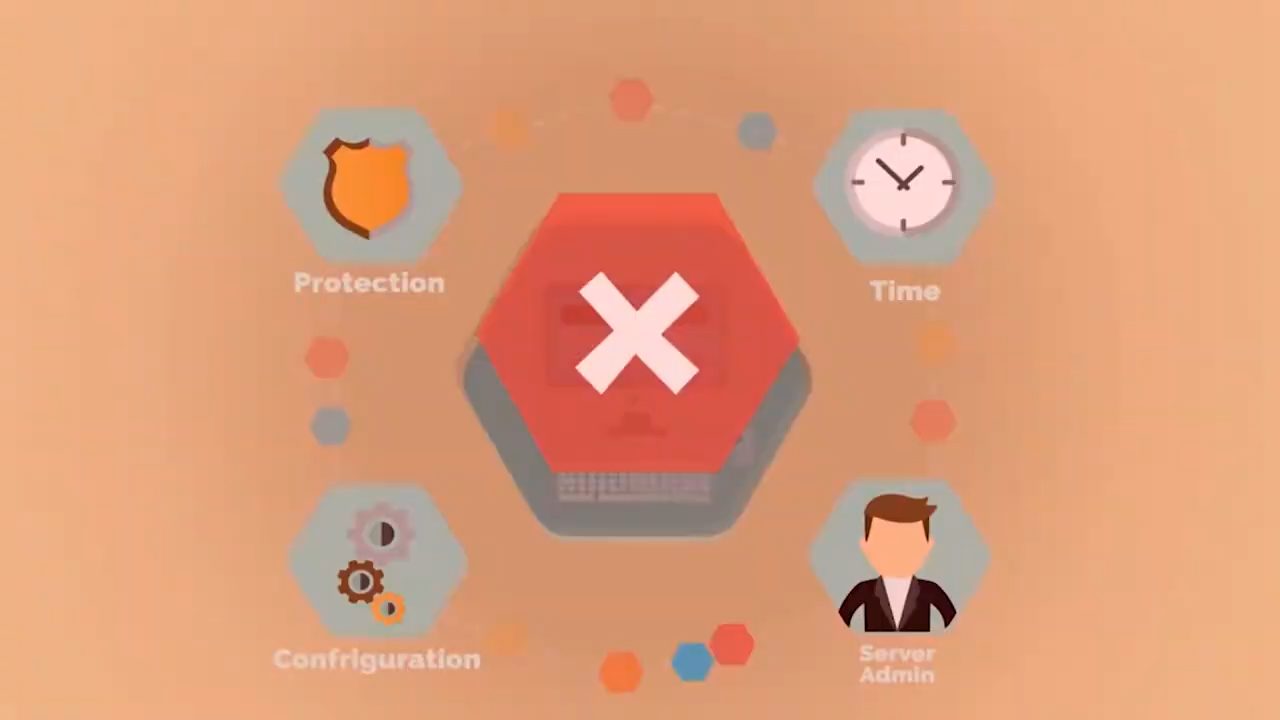 Protection
Time
Confriguration
Server
Admin